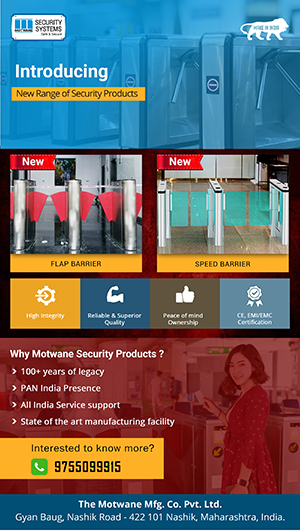 MOTWANE
SECURITY
SYSTEMS
Safe & Secure
MAKE IN INDIA
Introducing
New Range of Security Products
New
New
FLAP BARRIER
SPEED BARRIER
High Integrity
Reliable & Superior
Quality
Peace of mind
Ownership
CE, EMI/EMC
Certification
Why Motwane Security Products ?
100+ years of legacy
PAN India Presence
All India Service support
State of the art manufacturing facility
Interested to know more?
9755099915
The Motwane Mfg. Co. Pvt. Ltd.
Gyan Baug, Nashik Road - 422 101 Nashik, Maharashtra, India.